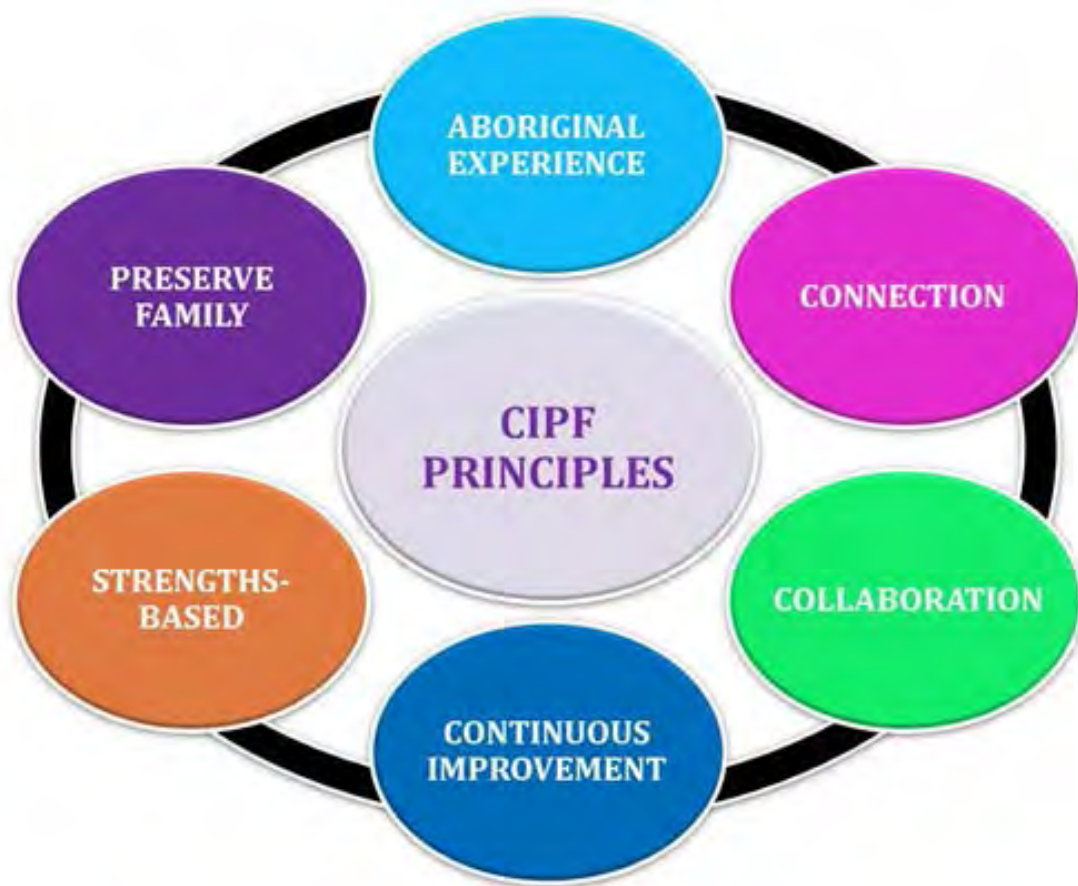 ABORIGINAL
EXPERIENCE
PRESERVE
FAMILY
CONNECTION
CIPF
PRINCIPLES
STRENGTHS-
BASED
COLLABORATION
CONTINUOUS
IMPROVEMENT